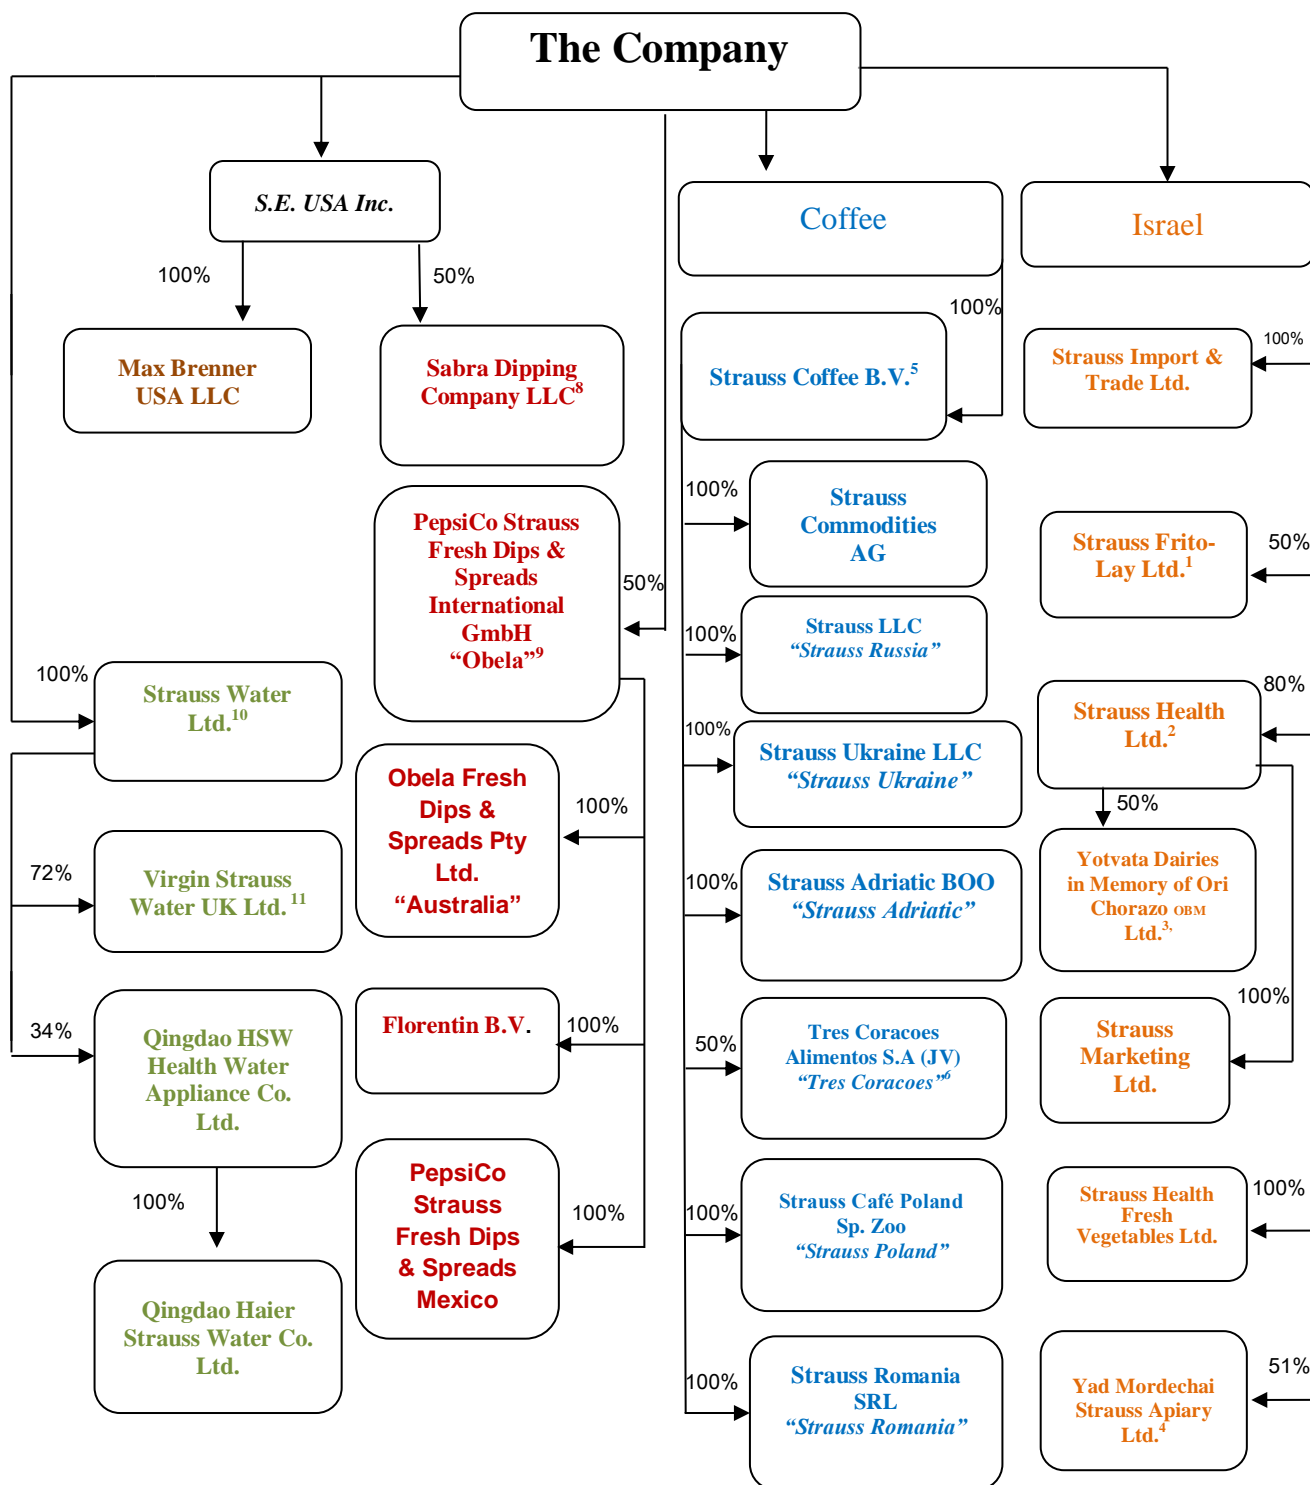 The Company
S.E. USA Inc.
Coffee
Israel
100%
50%
100%
Max Brenner
USA LLC
Sabra Dipping
Company LLC8
Strauss Coffee B.V.5
Strauss Import &
Trade Ltd.
100%
PepsiCo Strauss
Fresh Dips &
Spreads
International
GmbH
“Obela”9
50%
100%
Strauss
Commodities
AG
Strauss Frito-
Lay Ltd.1
50%
100%
Strauss LLC
“Strauss Russia”
100%
Strauss Water
Ltd.10
100%
Strauss Ukraine LLC
“Strauss Ukraine”
Strauss Health
Ltd.2
80%
50%
Obela Fresh
Dips &
Spreads Pty
Ltd.
“Australia”
100%
72%
Virgin Strauss
Water UK Ltd. 11
100%
Strauss Adriatic BOO
“Strauss Adriatic”
Yotvata Dairies
in Memory of Ori
Chorazo OBM
Ltd.3,
100%
34%
Qingdao HSW
Health Water
Appliance Co.
Ltd.
Florentin B.V.
100%
50%
Tres Coracoes
Alimentos S.A (JV)
“Tres Coracoes”6
Strauss
Marketing
Ltd.
100%
PepsiCo
Strauss
Fresh Dips
& Spreads
Mexico
100%
100%
Strauss Café Poland
Sp. Zoo
“Strauss Poland”
Strauss Health
Fresh
Vegetables Ltd.
100%
Qingdao Haier
Strauss Water Co.
Ltd.
100%
Strauss Romania
SRL
“Strauss Romania”
Yad Mordechai
Strauss Apiary
Ltd.4
51%